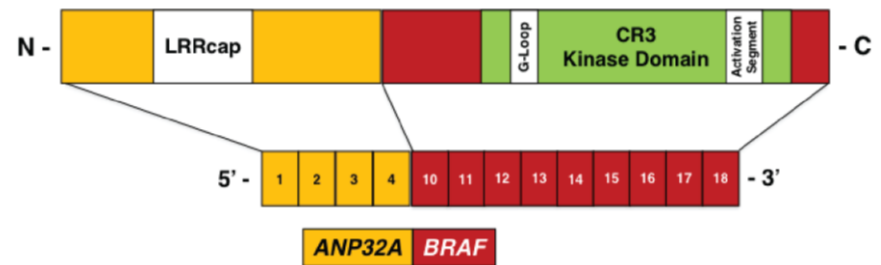 N - LRRcap G-Loop CR3 Kinase Domain Activation Segment - C
5' - 1 2 3 4 10 11 12 13 14 15 16 17 18 - 3'
ANP32A BRAF